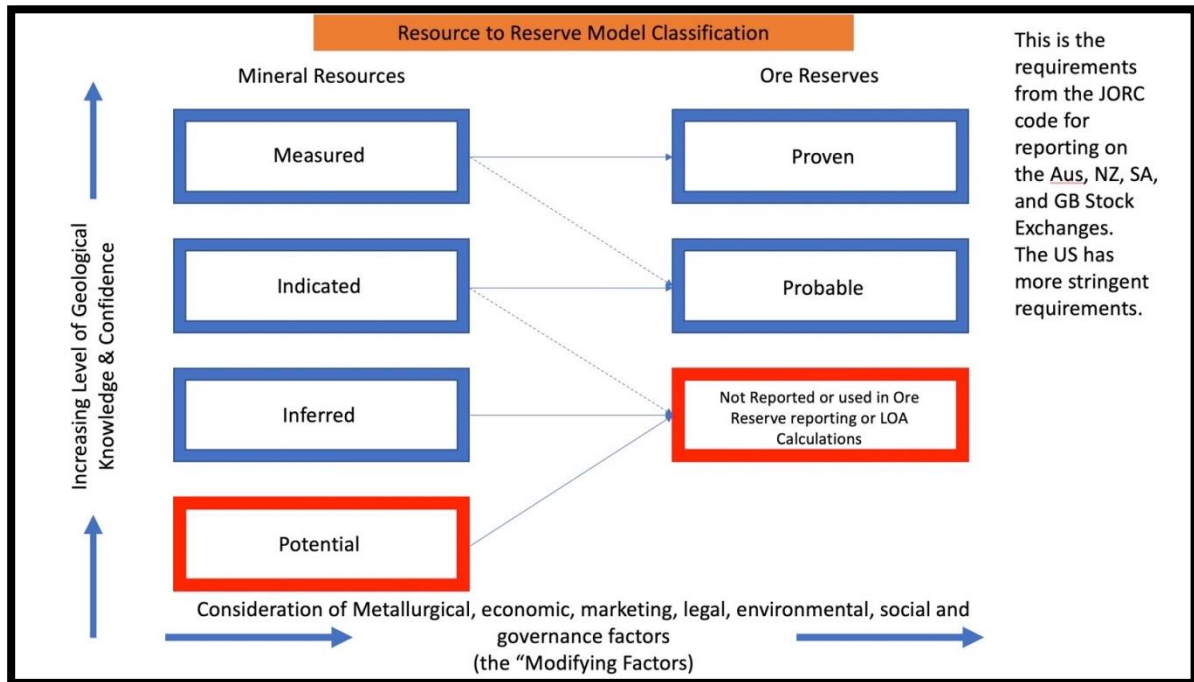 Resource to Reserve Model Classification
Mineral Resources
Ore Reserves
Measured
Proven
Indicated
Probable
Inferred
Not Reported or used in Ore
Reserve reporting or LOA
Calculations
Potential
Increasing Level of Geological
Knowledge & Confidence
Consideration of Metallurgical, economic, marketing, legal, environmental, social and
governance factors
(the “Modifying Factors)
This is the
requirements
from the JORC
code for
reporting on
the Aus, NZ, SA,
and GB Stock
Exchanges.
The US has
more stringent
requirements.